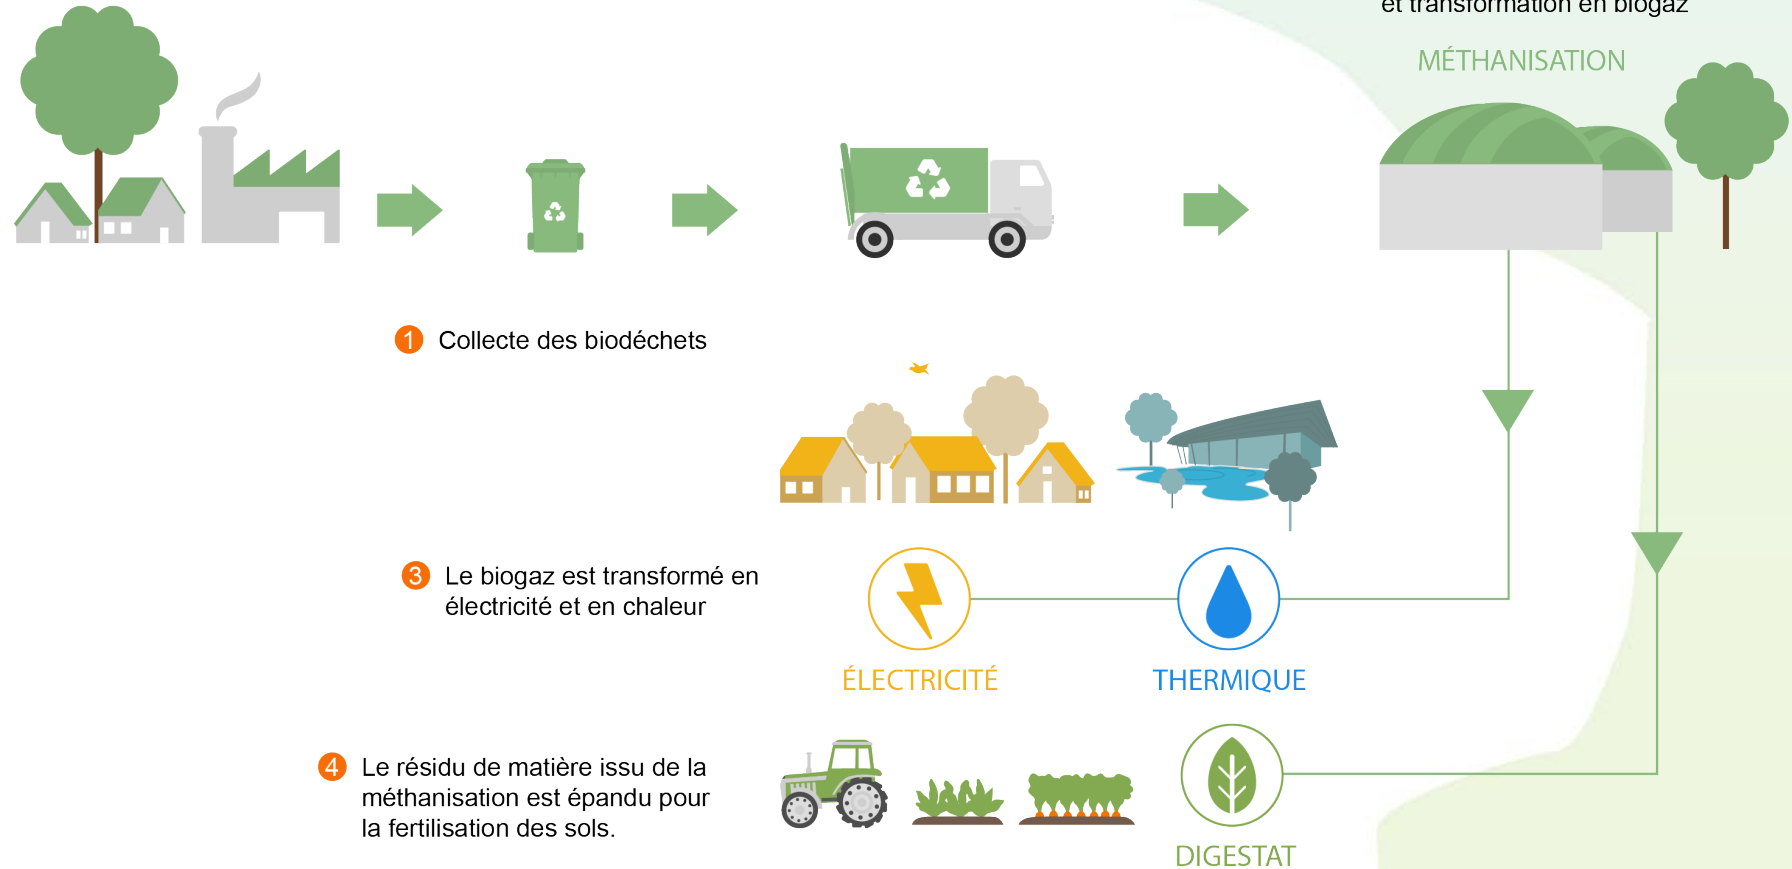 et transformation en biogaz
MÉTHANISATION
1 Collecte des biodéchets
3 Le biogaz est transformé en
électricité et en chaleur
ÉLECTRICITÉ
THERMIQUE
4 Le résidu de matière issu de la
méthanisation est épandu pour
la fertilisation des sols.
DIGESTAT